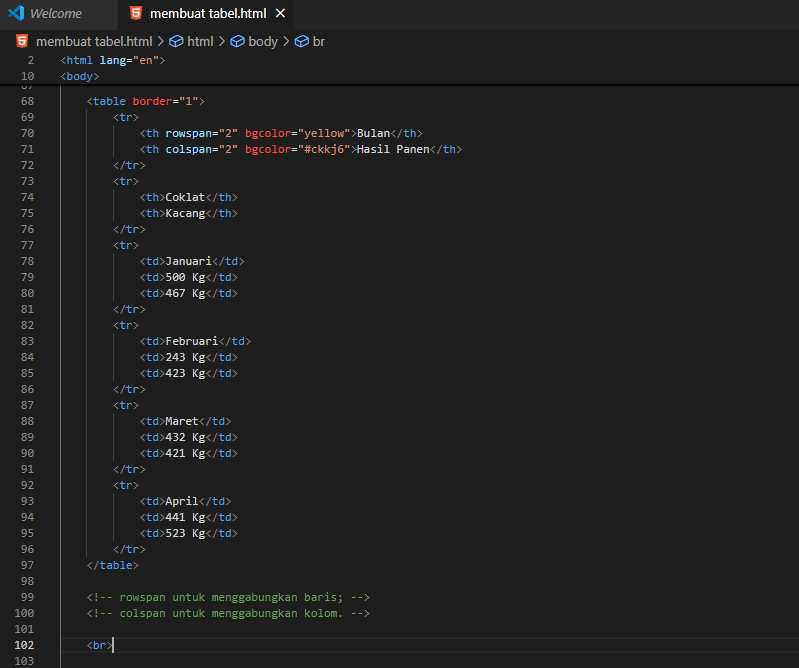 Welcome
membuat tabel.html
membuat tabel.html > html > body > br
2 <html lang="en">
10 <body>
67
68 <table border="1">
69 <tr>
70 <th rowspan="2" bgcolor="yellow">Bulan</th>
71 <th colspan="2" bgcolor="#ckkj6">Hasil Panen</th>
72 </tr>
73 <tr>
74 <th>Coklat</th>
75 <th>Kacang</th>
76 </tr>
77 <tr>
78 <td>Januari</td>
79 <td>500 Kg</td>
80 <td>467 Kg</td>
81 </tr>
82 <tr>
83 <td>Februari</td>
84 <td>243 Kg</td>
85 <td>423 Kg</td>
86 </tr>
87 <tr>
88 <td>Maret</td>
89 <td>432 Kg</td>
90 <td>421 Kg</td>
91 </tr>
92 <tr>
93 <td>April</td>
94 <td>441 Kg</td>
95 <td>523 Kg</td>
96 </tr>
97 </table>
98
99 <!-- rowspan untuk menggabungkan baris; -->
100 <!-- colspan untuk menggabungkan kolom. -->
101
102 <br>
103